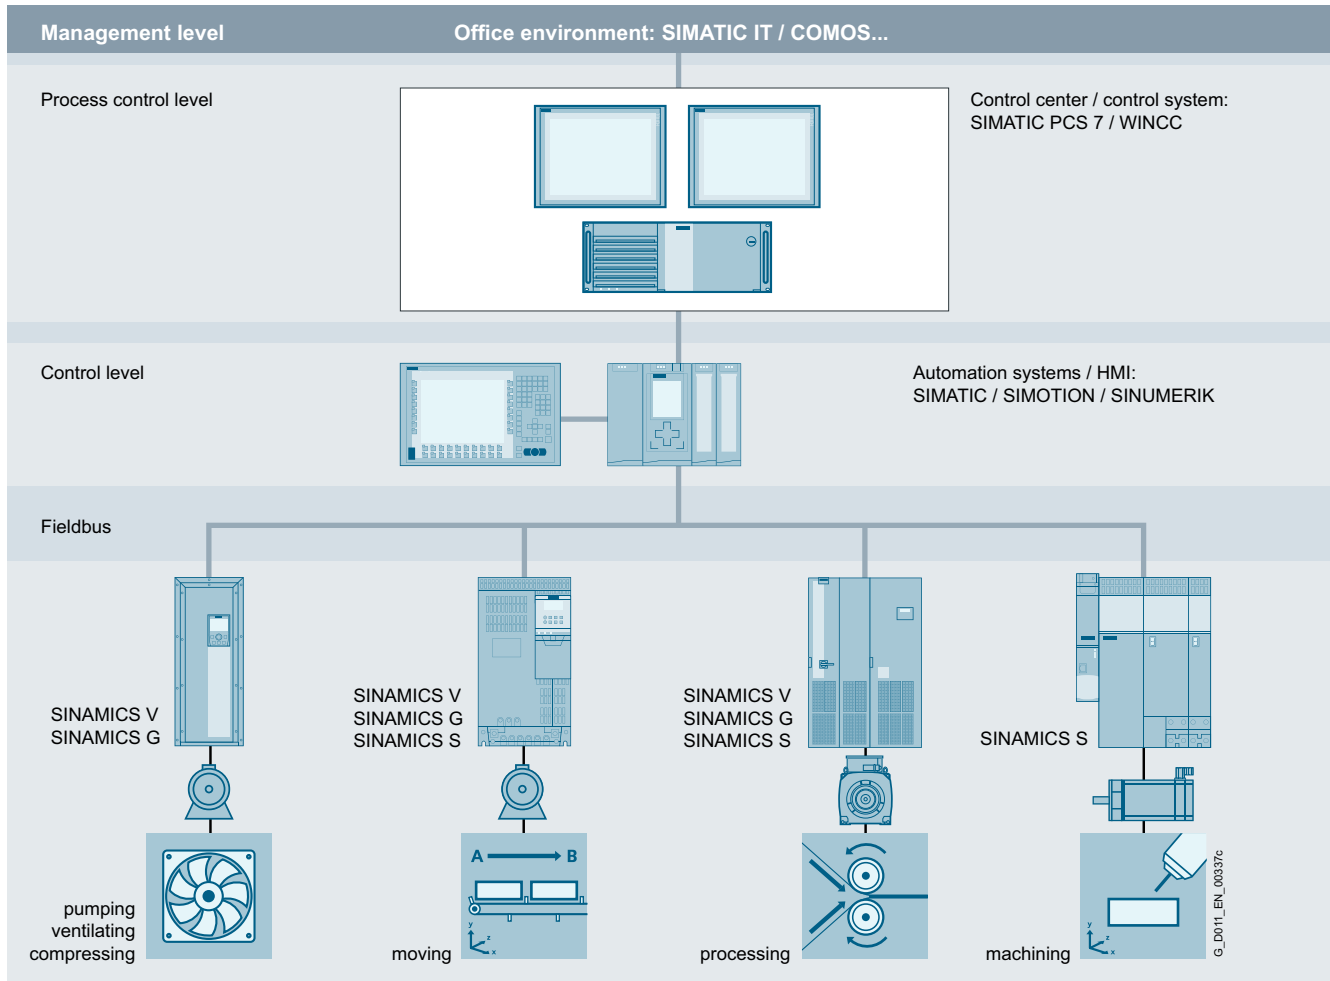 Management level
Office environment: SIMATIC IT / COMOS...
Process control level
Control center / control system:
SIMATIC PCS 7 / WINCC
Control level
Automation systems / HMI:
SIMATIC / SIMOTION / SINUMERIK
Fieldbus
SINAMICS V
SINAMICS G
SINAMICS V
SINAMICS G
SINAMICS S
SINAMICS V
SINAMICS G
SINAMICS S
SINAMICS S
pumping
ventilating
compressing
A
B
y
z
x
moving
processing
y
z
x
machining
G_D011_EN_00337c